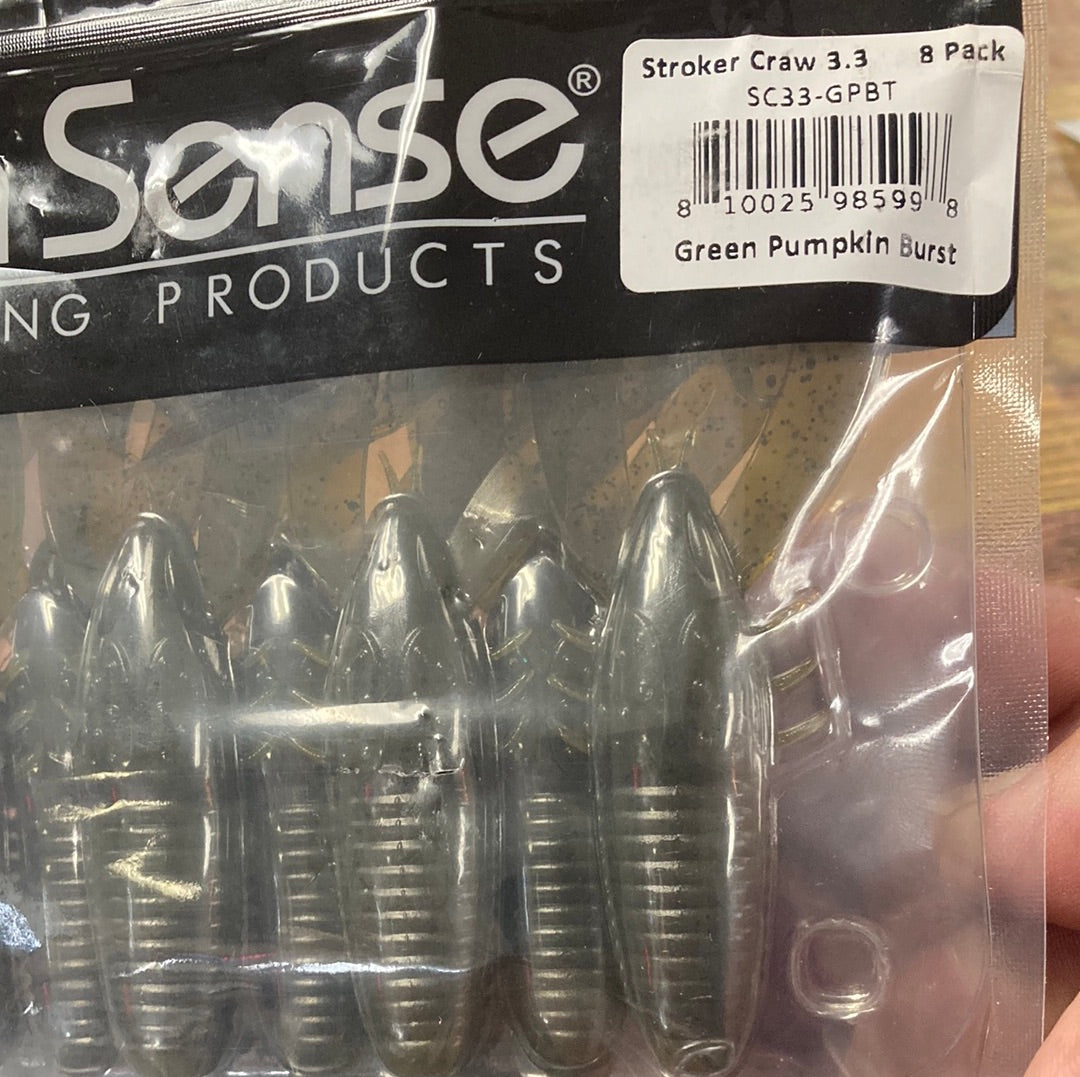 Sense®
NG PRODUCTS
Stroker Craw 3.3 8 Pack
SC33-GPBT
8 10025 98599 8
Green Pumpkin Burst